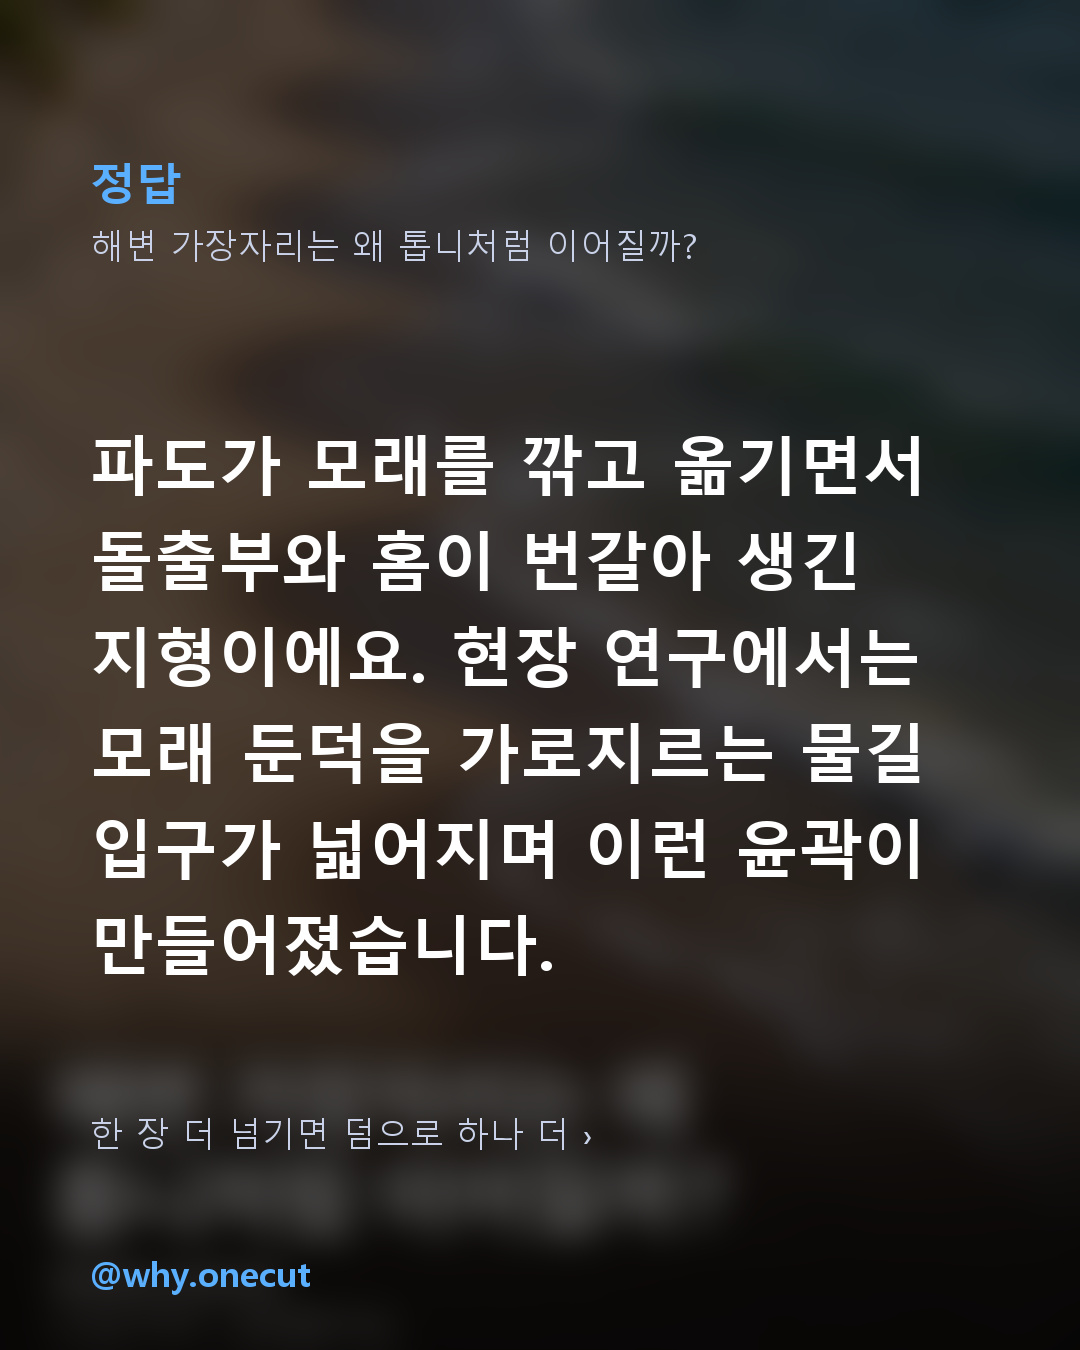 정답
해변 가장자리는 왜 톱니처럼 이어질까?
파도가 모래를 깎고 옮기면서
돌출부와 홈이 번갈아 생긴
지형이에요. 현장 연구에서는
모래 둔덕을 가로지르는 물길
입구가 넓어지며 이런 윤곽이
만들어졌습니다.
한 장 더 넘기면 덤으로 하나 더 ›
@why.onecut